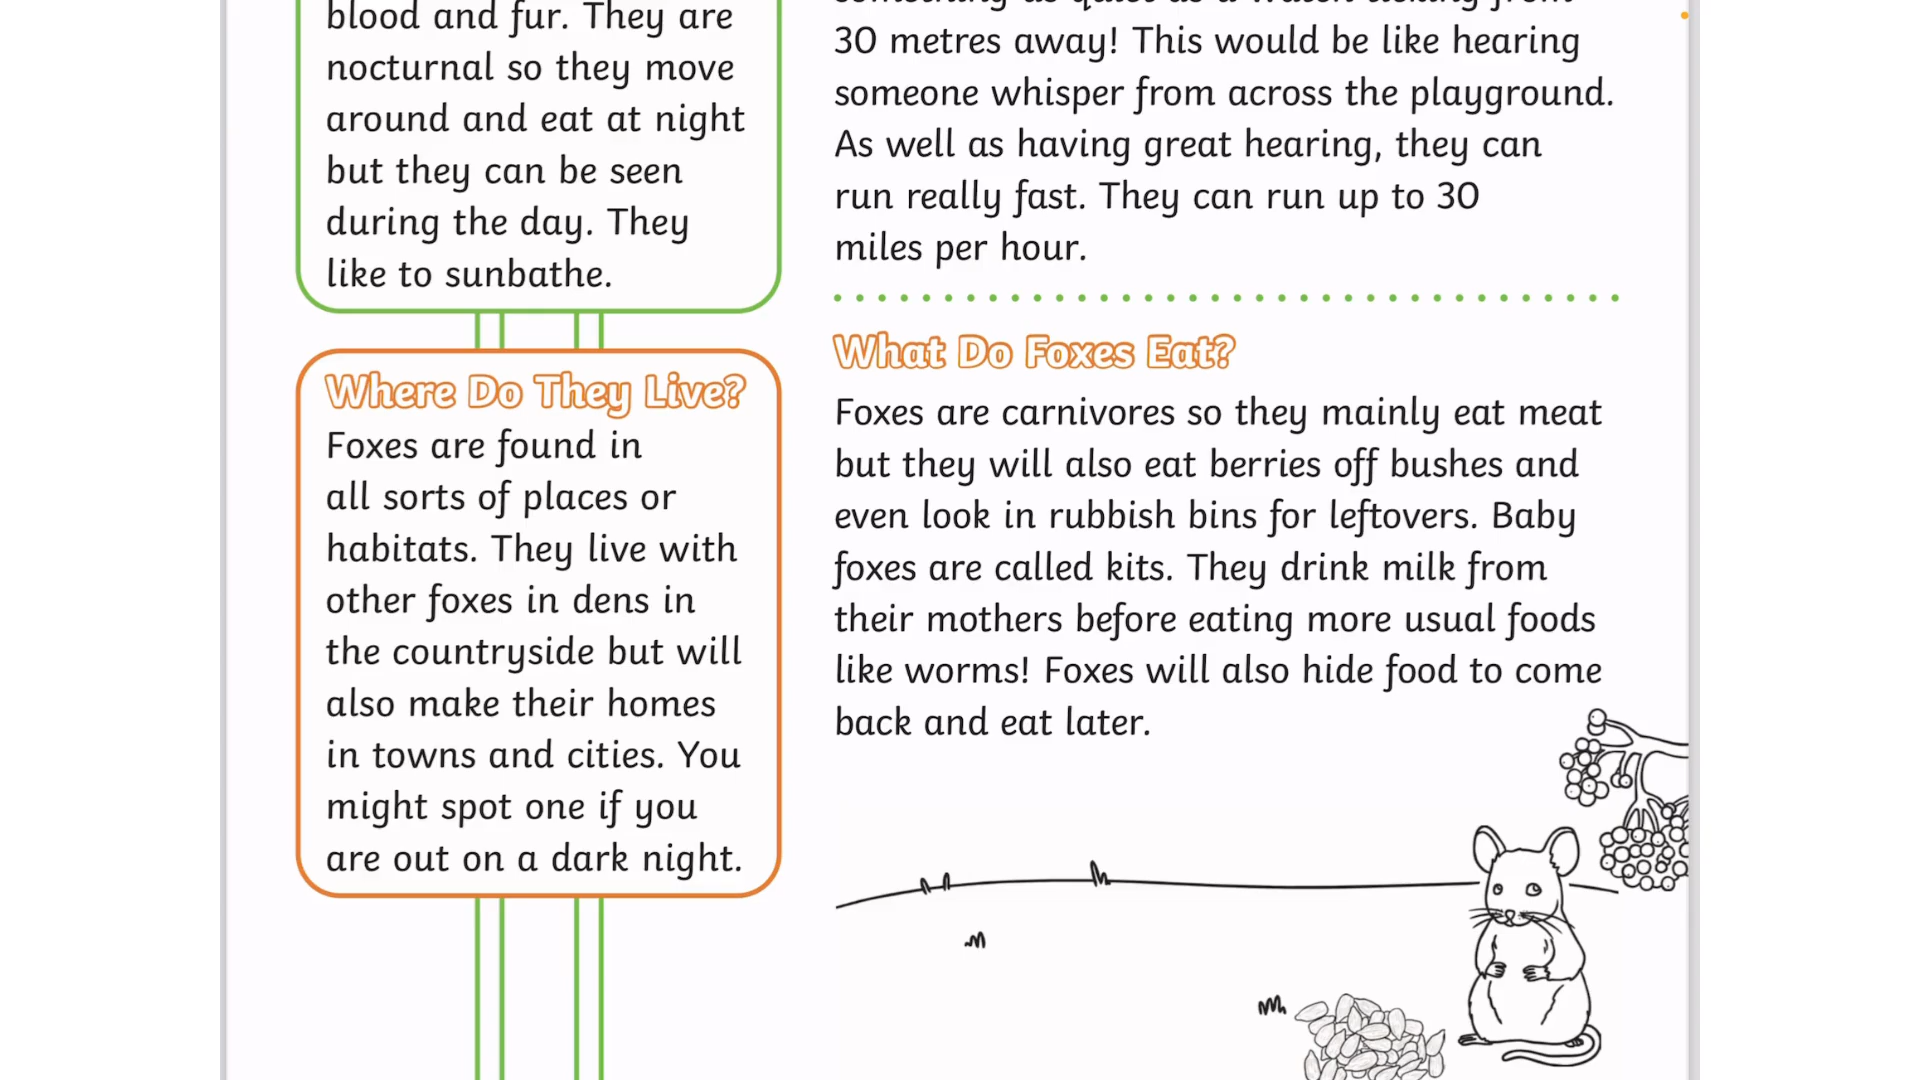 blood and fur. They are
nocturnal so they move
around and eat at night
but they can be seen
during the day. They
like to sunbathe.
Where Do They Live?
Foxes are found in
all sorts of places or
habitats. They live with
other foxes in dens in
the countryside but will
also make their homes
in towns and cities. You
might spot one if you
are out on a dark night.
something as quiet as a watch ticking from
30 metres away! This would be like hearing
someone whisper from across the playground.
As well as having great hearing, they can
run really fast. They can run up to 30
miles per hour.
What Do Foxes Eat?
Foxes are carnivores so they mainly eat meat
but they will also eat berries off bushes and
even look in rubbish bins for leftovers. Baby
foxes are called kits. They drink milk from
their mothers before eating more usual foods
like worms! Foxes will also hide food to come
back and eat later.